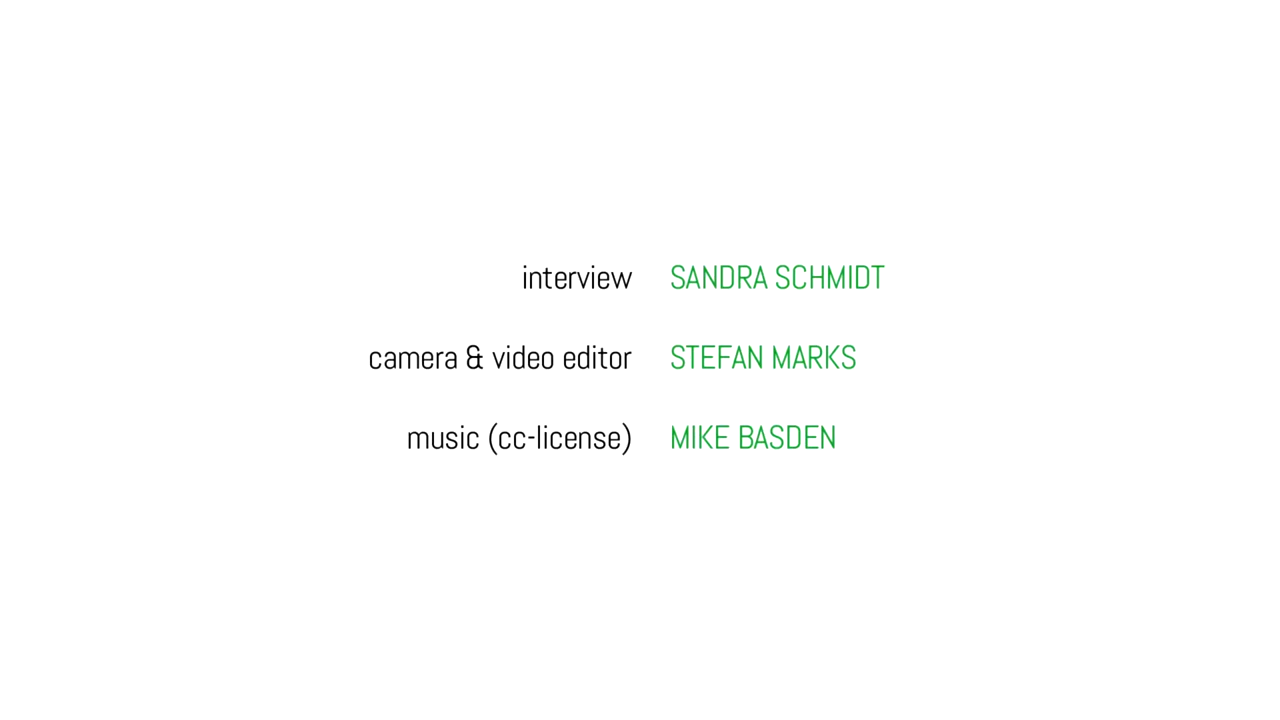 interview SANDRA SCHMIDT
camera & video editor STEFAN MARKS
music (cc-license) MIKE BASDEN